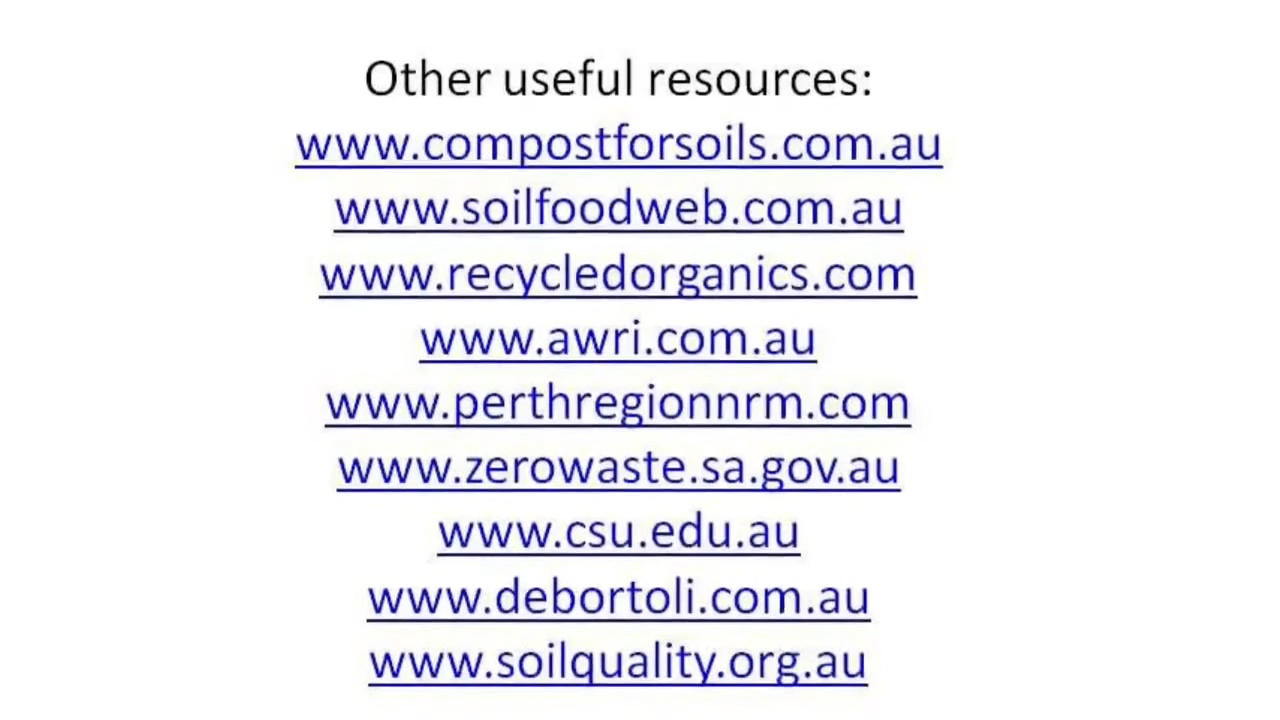 Other useful resources:
www.compostforsoils.com.au
www.soilfoodweb.com.au
www.recycledorganics.com
www.awri.com.au
www.perthregionnrm.com
www.zerowaste.sa.gov.au
www.csu.edu.au
www.debortoli.com.au
www.soilquality.org.au